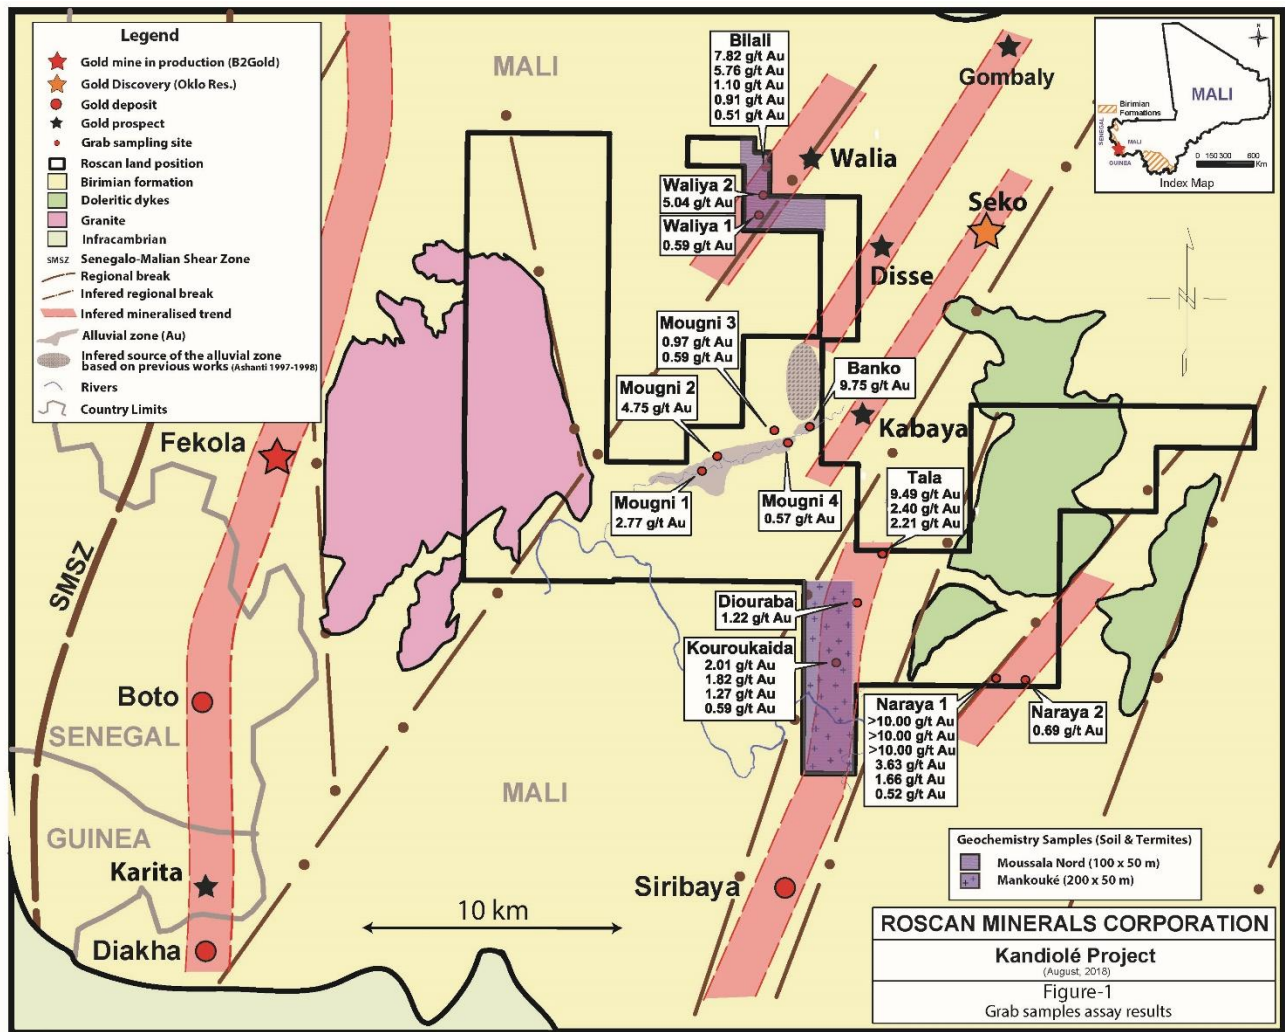 Legend
Gold mine in production (B2Gold)
Gold Discovery (Oklo Res.)
Gold deposit
Gold prospect
Grab sampling site
Roscan land position
Birimian formation
Doleritic dykes
Granite
Infracambrian
SMSZ Senegalo-Malian Shear Zone
Regional break
Infered regional break
Infered mineralised trend
Alluvial zone (Au)
Infered source of the alluvial zone
based on previous works (Ashanti 1997-1998)
Rivers
Country Limits
MALI
Bilali
7.82 g/t Au
5.76 g/t Au
1.10 g/t Au
0.91 g/t Au
0.51 g/t Au
Gombaly
MALI
Birimian
Formations
SENEGAL
MALI
GUINEA
0 150 300 600
Km
Index Map
Walia
Waliya 2
5.04 g/t Au
Waliya 1
0.59 g/t Au
Seko
Disse
N
Mougni 3
0.97 g/t Au
0.59 g/t Au
Mougni 2
4.75 g/t Au
Banko
9.75 g/t Au
Kabaya
Fekola
Mougni 1
2.77 g/t Au
Mougni 4
0.57 g/t Au
Tala
9.49 g/t Au
2.40 g/t Au
2.21 g/t Au
SMSZ
Diouraba
1.22 g/t Au
Kouroukaida
2.01 g/t Au
1.82 g/t Au
1.27 g/t Au
0.59 g/t Au
Boto
SENEGAL
Naraya 1
>10.00 g/t Au
>10.00 g/t Au
>10.00 g/t Au
3.63 g/t Au
1.66 g/t Au
0.52 g/t Au
Naraya 2
0.69 g/t Au
MALI
GUINEA
Karita
Siribaya
Diakha
10 km
Geochemistry Samples (Soil & Termites)
Moussala Nord (100 x 50 m)
Mankouké (200 x 50 m)
ROSCAN MINERALS CORPORATION
Kandiolé Project
(August, 2018)
Figure-1
Grab samples assay results